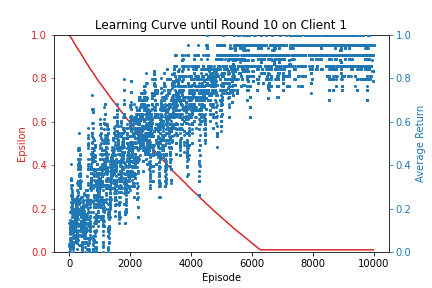 Learning Curve until Round 10 on Client 1
1.0 1.0
0.8 0.8
0.6 0.6
0.4 0.4
0.2 0.2
0.0 0.0
Epsilon
Average Return
0 2000 4000 6000 8000 10000
Episode